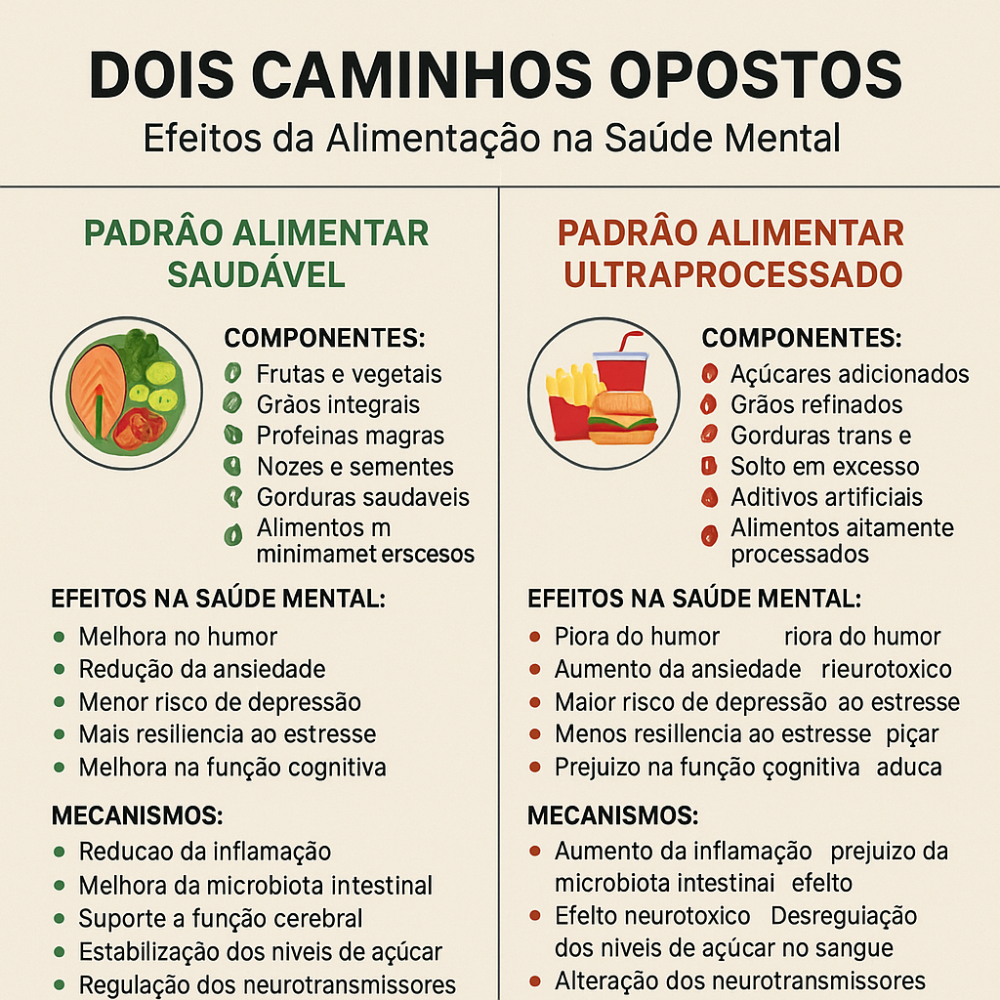 DOIS CAMINHOS OPOSTOS
Efeitos da Alimentaçâo na Saúde Mental
PADRÂO ALIMENTAR
SAUDÁVEL
COMPONENTES:
Frutas e vegetais
Gràos integrais
Profeinas magras
Nozes e sementes
Gorduras saudaveis
Alimentos m
minimamet erscesos
EFEITOS NA SAÚDE MENTAL:
Melhora no humor
Redução da ansiedade
Menor risco de depressão
Mais resiliencia ao estresse
Melhora na função cognitiva
MECANISMOS:
Reducao da inflamação
Melhora da microbiota intestinal
Suporte a função cerebral
Estabilização dos niveis de açúcar
Regulação dos neurotransmissores
PADRÂO ALIMENTAR
ULTRAPROCESSADO
COMPONENTES:
Açúcares adicionados
Grãos refinados
Gorduras trans e
Solto em excesso
Aditivos artificiais
Alimentos aitamente
processados
EFEITOS NA SAÚDE MENTAL:
Piora do humor riora do humor
Aumento da ansiedade rieurotoxico
Maior risco de depressão ao estresse
Menos resillencia ao estresse piçar
Prejuizo na função çognitiva aduca
MECANISMOS:
Aumento da inflamação prejuizo da
microbiota intestinai efelto
Efelto neurotoxico Desreguiação
dos niveis de açúcar no sangue
Alteração dos neurotransmissores